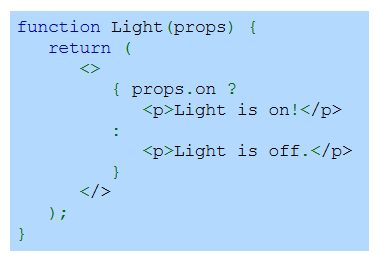 function Light(props) {
   return (
      <>
         { props.on ?
            <p>Light is on!</p>
         :
            <p>Light is off.</p>
         }
      </>
   );
}